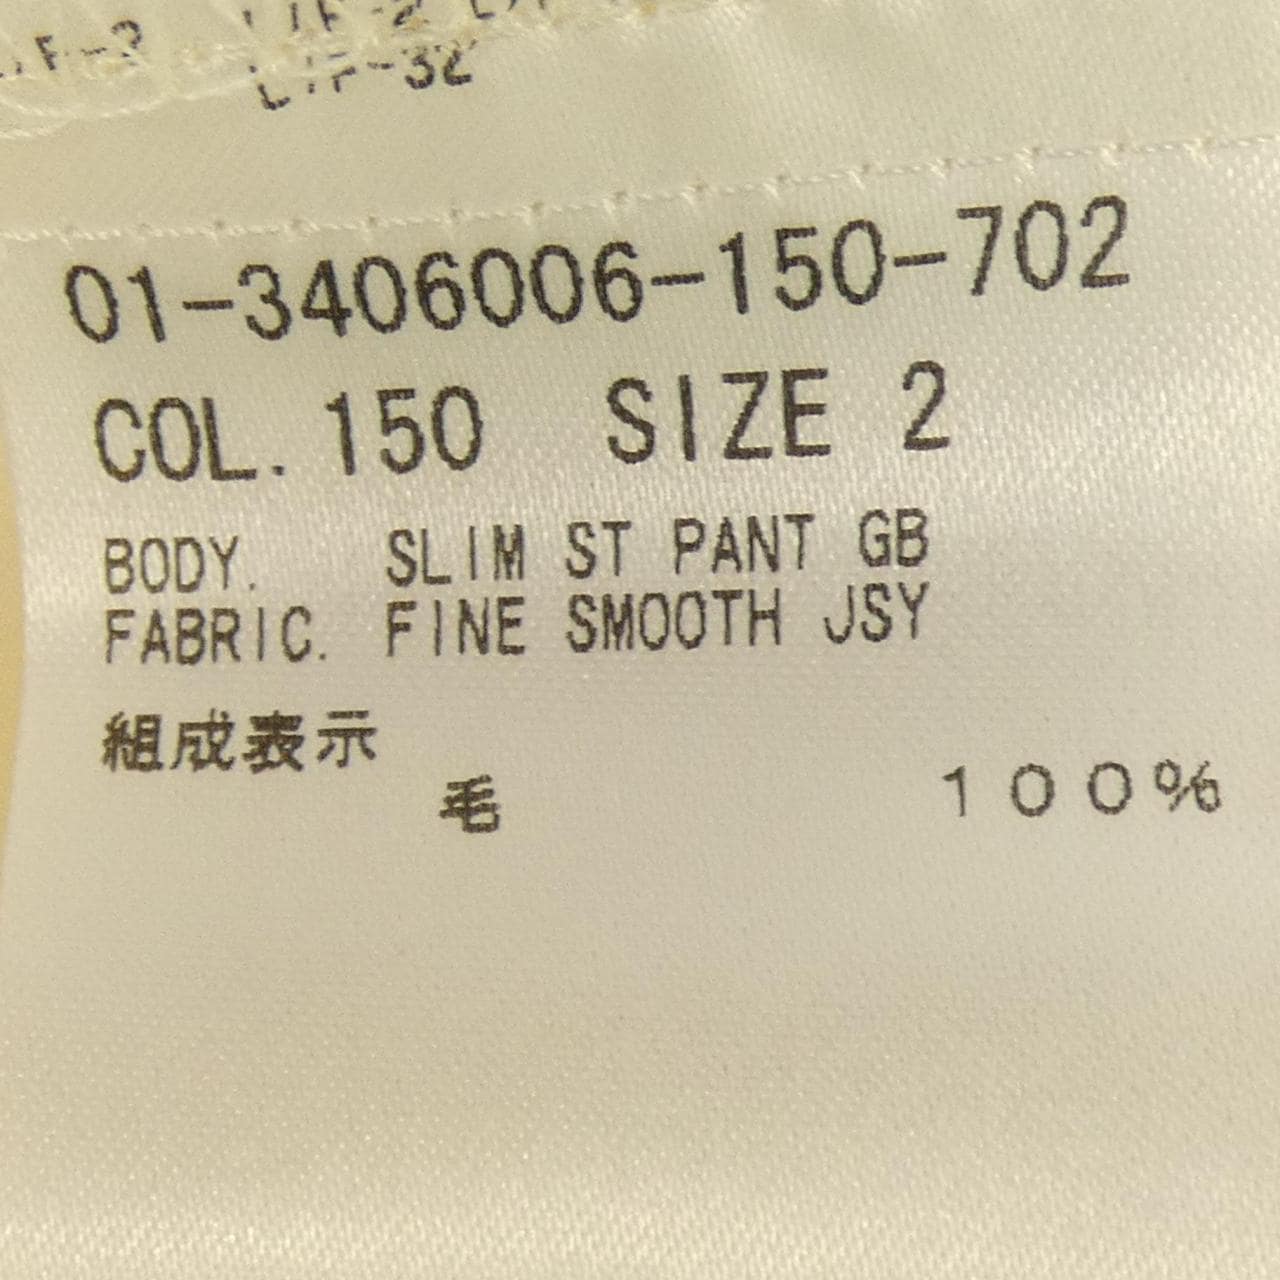 01-3406006-150-702
COL. 150 SIZE 2
BODY. SLIM ST PANT GB
FABRIC. FINE SMOOTH JSY
組成表示
毛 100%